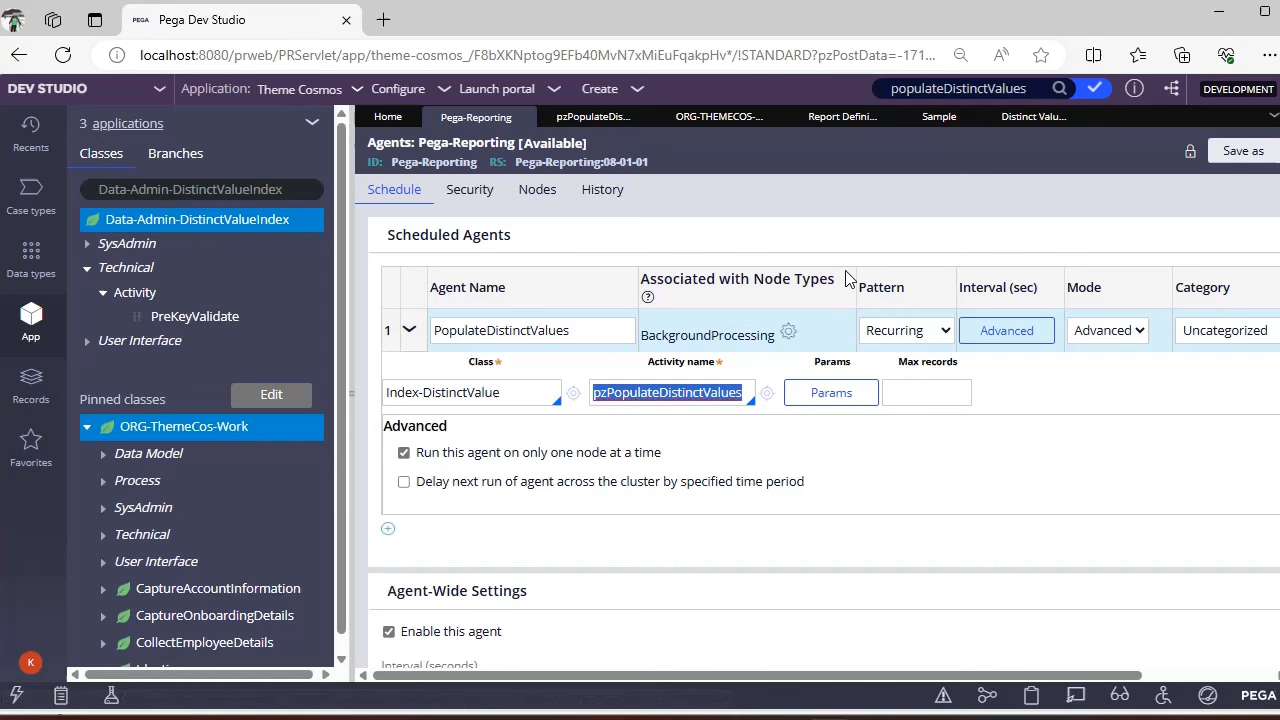 PEGA Pega Dev Studio
localhost:8080/prweb/PRServlet/app/theme-cosmos_/F8bXKNptog9EFb40MvN7xMiEuFqakpHv*/!STANDARD?pzPostData=-171...
DEV STUDIO Application: Theme Cosmos Configure Launch portal Create populateDistinctValues DEVELOPMENT
Home Pega-Reporting pzPopulateDis... ORG-THEMECOS-... Report Defini... Sample Distinct Valu...
Recents
Case types
Data types
App
Records
Favorites
K
3 applications
Classes Branches
Data-Admin-DistinctValueIndex
Data-Admin-DistinctValueIndex
SysAdmin
Technical
Activity
PreKeyValidate
User Interface
Pinned classes Edit
ORG-ThemeCos-Work
Data Model
Process
SysAdmin
Technical
User Interface
CaptureAccountInformation
CaptureOnboardingDetails
CollectEmployeeDetails
Agents: Pega-Reporting [Available]
ID: Pega-Reporting RS: Pega-Reporting:08-01-01
Save as
Schedule Security Nodes History
Scheduled Agents
Agent Name Associated with Node Types ? Pattern Interval (sec) Mode Category
1 PopulateDistinctValues BackgroundProcessing Recurring Advanced Advanced Uncategorized
Class* Activity name* Params Max records
Index-DistinctValue pzPopulateDistinctValues Params
Advanced
Run this agent on only one node at a time
Delay next run of agent across the cluster by specified time period
Agent-Wide Settings
Enable this agent
Interval (seconds)
PEGA